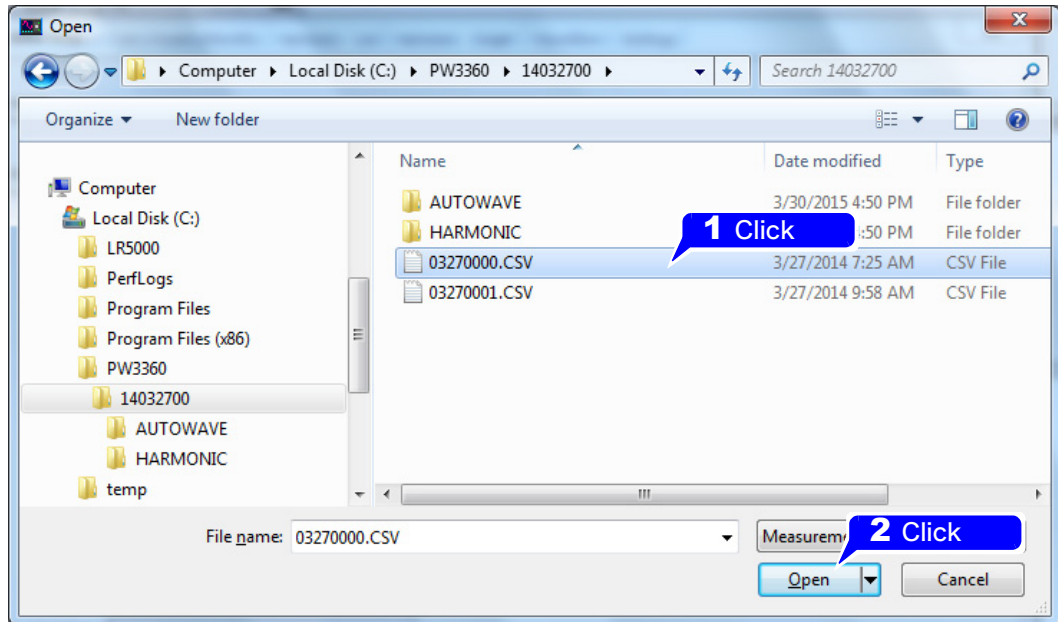 Open
Computer Local Disk (C:) PW3360 14032700 Search 14032700
Organize New folder
Name Date modified Type
Computer
Local Disk (C:)
LR5000
PerfLogs
Program Files
Program Files (x86)
PW3360
14032700
AUTOWAVE
HARMONIC
temp
AUTOWAVE 3/30/2015 4:50 PM File folder
HARMONIC :50 PM File folder
1 Click
03270000.CSV 3/27/2014 7:25 AM CSV File
03270001.CSV 3/27/2014 9:58 AM CSV File
File name: 03270000.CSV
2 Click
Open Cancel